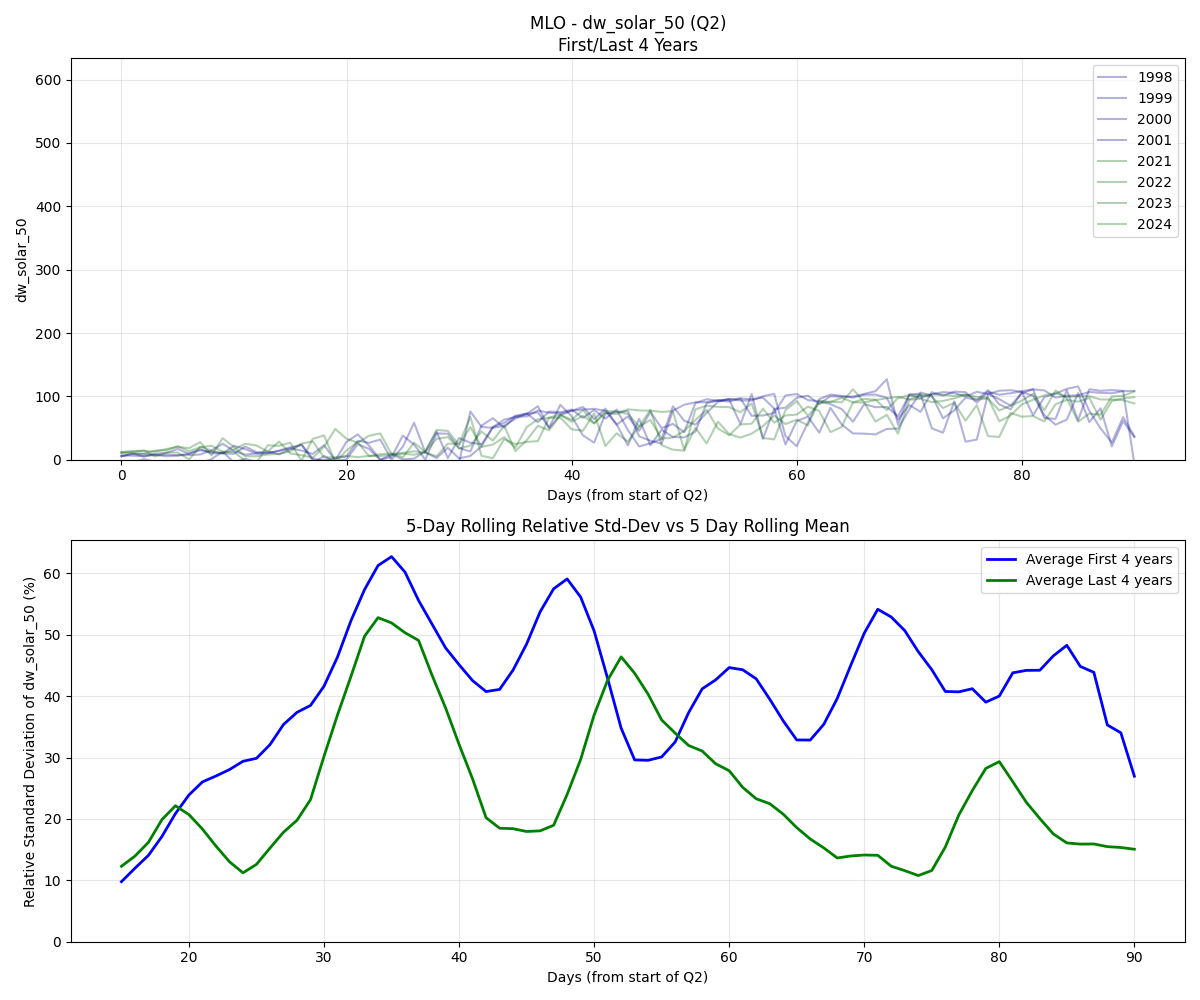 MLO - dw_solar_50 (Q2)
First/Last 4 Years
600
500
400
300
200
100
0
dw_solar_50
0 20 40 60 80
Days (from start of Q2)
1998
1999
2000
2001
2021
2022
2023
2024
5-Day Rolling Relative Std-Dev vs 5 Day Rolling Mean
60
50
40
30
20
10
0
Relative Standard Deviation of dw_solar_50 (%)
20 30 40 50 60 70 80 90
Days (from start of Q2)
Average First 4 years
Average Last 4 years